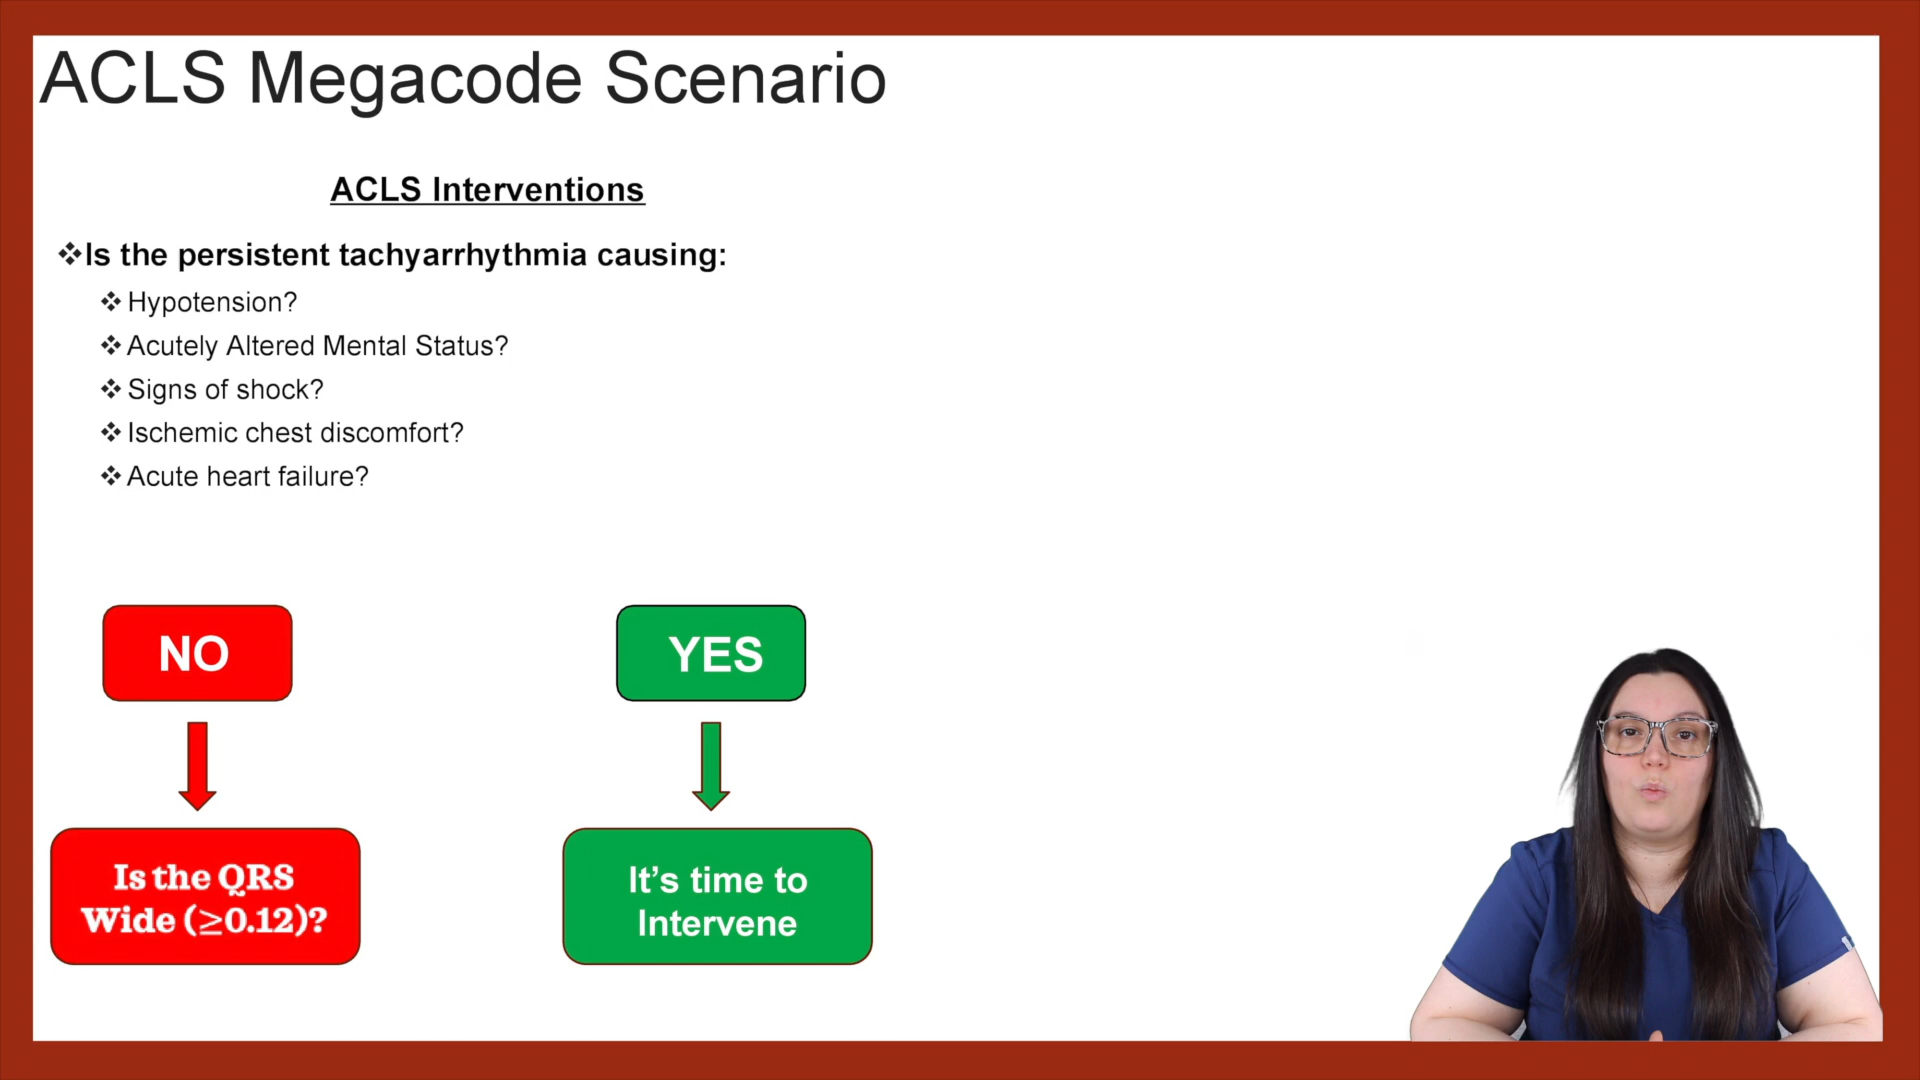 ACLS Megacode Scenario
ACLS Interventions
❖Is the persistent tachyarrhythmia causing:
❖ Hypotension?
❖ Acutely Altered Mental Status?
❖ Signs of shock?
❖ Ischemic chest discomfort?
❖ Acute heart failure?
NO
YES
Is the QRS
Wide (≥0.12)?
It’s time to
Intervene